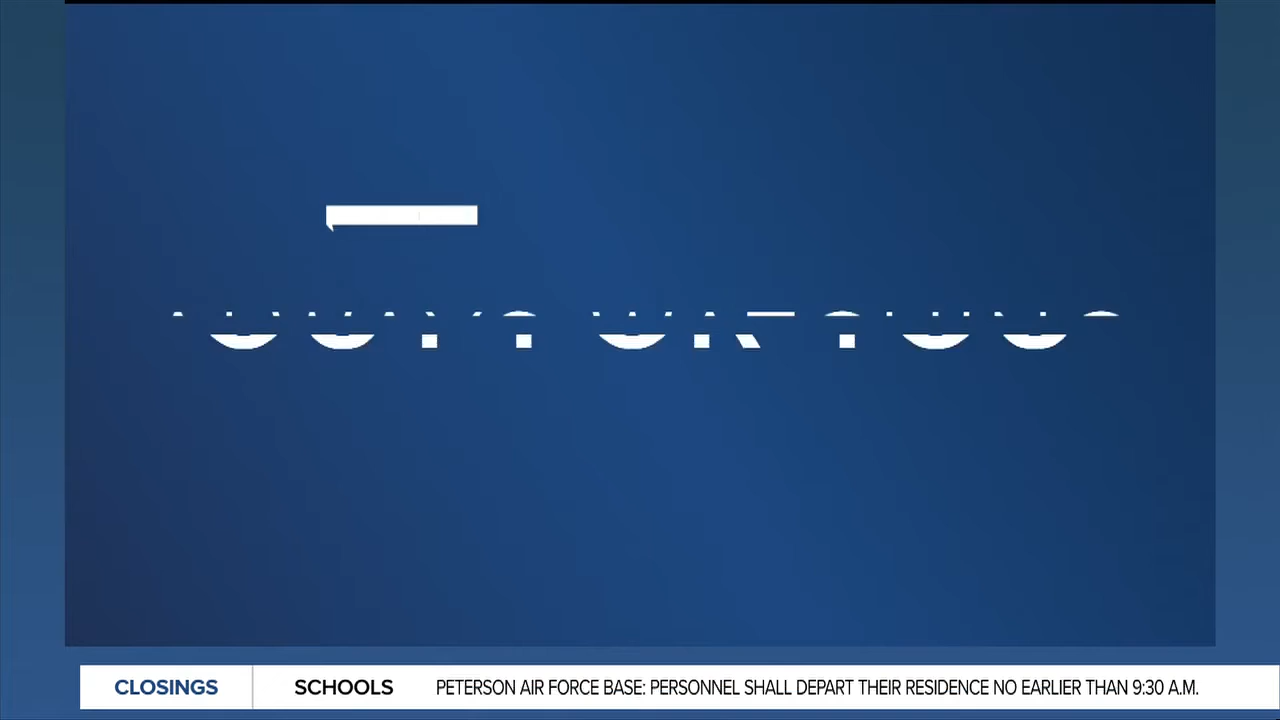 CLOSINGS SCHOOLS PETERSON AIR FORCE BASE: PERSONNEL SHALL DEPART THEIR RESIDENCE NO EARLIER THAN 9:30 A.M.